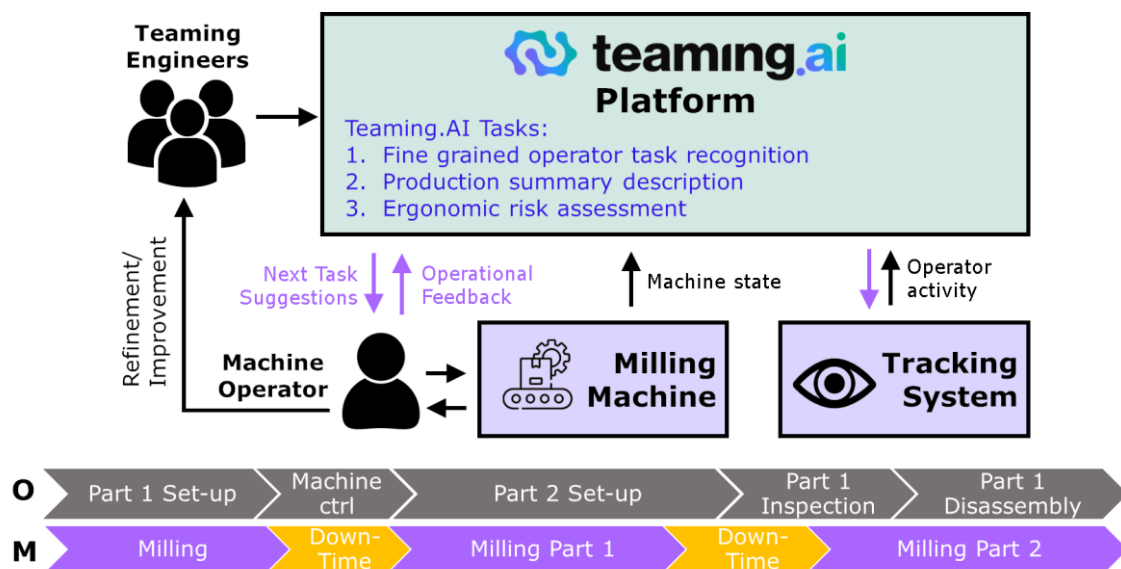 Teaming
Engineers
teaming.ai
Platform
Teaming.AI Tasks:
1. Fine grained operator task recognition
2. Production summary description
3. Ergonomic risk assessment
Refinement/
Improvement
Next Task
Suggestions
Operational
Feedback
Machine state
Operator
activity
Machine
Operator
Milling
Machine
Tracking
System
O
Part 1 Set-up
Machine
ctrl
Part 2 Set-up
Part 1
Inspection
Part 1
Disassembly
M
Milling
Down-
Time
Milling Part 1
Down-
Time
Milling Part 2